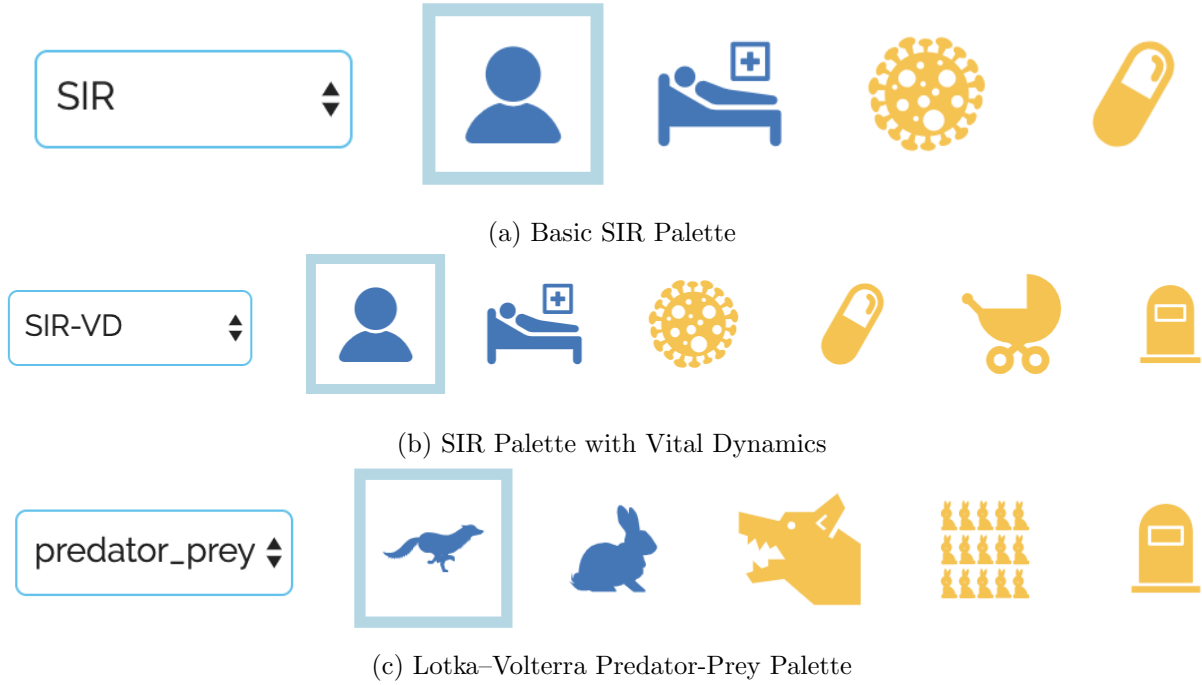 SIR
(a) Basic SIR Palette
SIR-VD
(b) SIR Palette with Vital Dynamics
predator_prey
(c) Lotka–Volterra Predator-Prey Palette